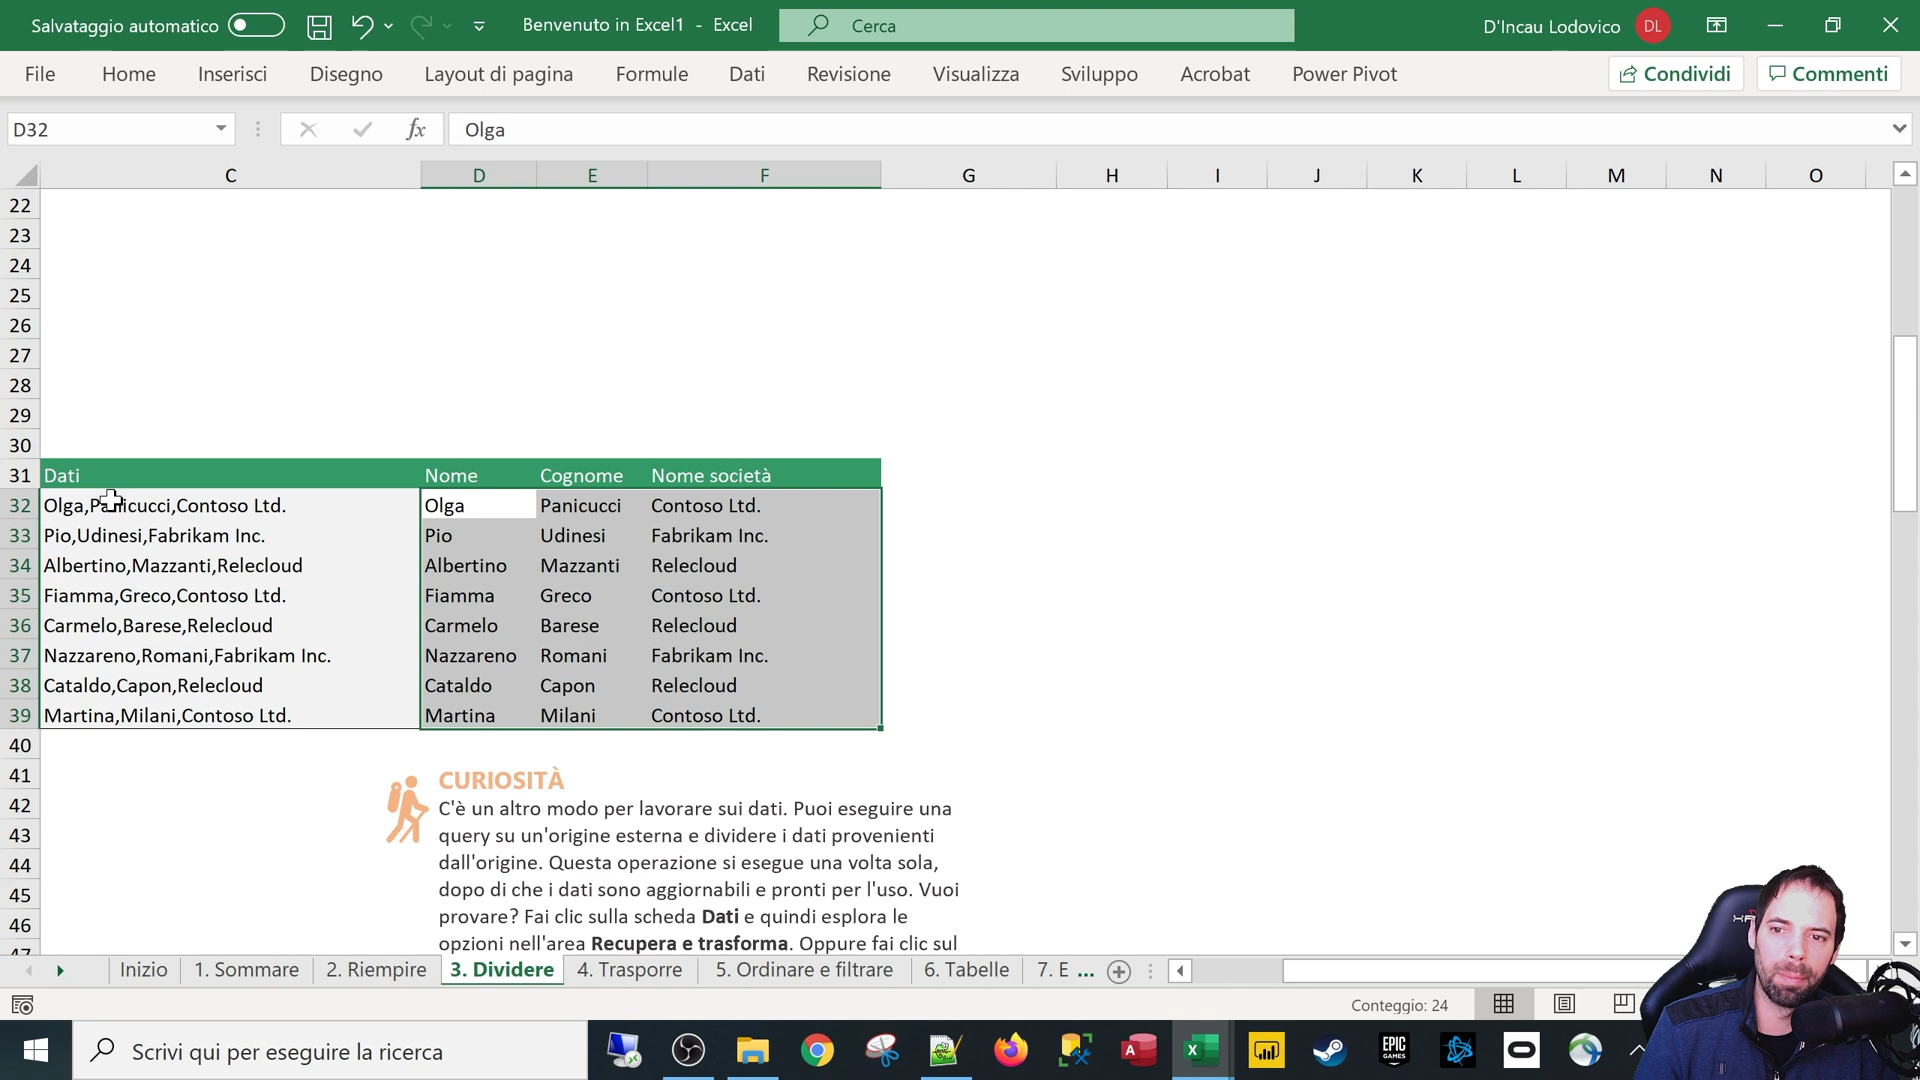 Salvataggio automatico
Benvenuto in Excel1 - Excel
Cerca
D'Incau Lodovico
DL
File Home Inserisci Disegno Layout di pagina Formule Dati Revisione Visualizza Sviluppo Acrobat Power Pivot
Condividi
Commenti
D32
fx
Olga
C D E F G H I J K L M N O
22
23
24
25
26
27
28
29
30
31 Dati Nome Cognome Nome società
32 Olga,Panicucci,Contoso Ltd. Olga Panicucci Contoso Ltd.
33 Pio,Udinesi,Fabrikam Inc. Pio Udinesi Fabrikam Inc.
34 Albertino,Mazzanti,Relecloud Albertino Mazzanti Relecloud
35 Fiamma,Greco,Contoso Ltd. Fiamma Greco Contoso Ltd.
36 Carmelo,Barese,Relecloud Carmelo Barese Relecloud
37 Nazzareno,Romani,Fabrikam Inc. Nazzareno Romani Fabrikam Inc.
38 Cataldo,Capon,Relecloud Cataldo Capon Relecloud
39 Martina,Milani,Contoso Ltd. Martina Milani Contoso Ltd.
40
41 CURIOSITÀ
42 C'è un altro modo per lavorare sui dati. Puoi eseguire una
43 query su un'origine esterna e dividere i dati provenienti
44 dall'origine. Questa operazione si esegue una volta sola,
45 dopo di che i dati sono aggiornabili e pronti per l'uso. Vuoi
46 provare? Fai clic sulla scheda Dati e quindi esplora le
47 opzioni nell'area Recupera e trasforma. Oppure fai clic sul
Inizio 1. Sommare 2. Riempire 3. Dividere 4. Trasporre 5. Ordinare e filtrare 6. Tabelle 7. E ...
Conteggio: 24
Scrivi qui per eseguire la ricerca
EPIC
GAMES